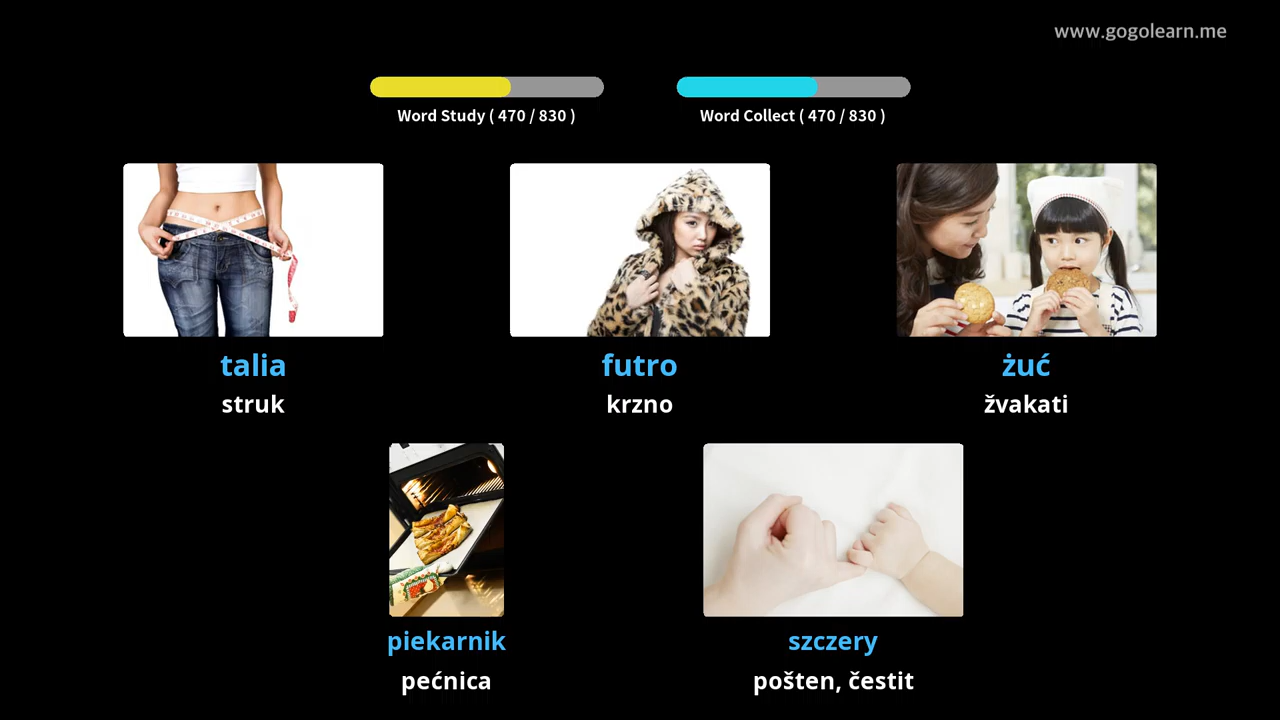 www.gogolearn.me
Word Study ( 470 / 830 )
Word Collect ( 470 / 830 )
talia
futro
żuć
struk
krzno
žvakati
piekarnik
szczery
pećnica
pošten, čestit